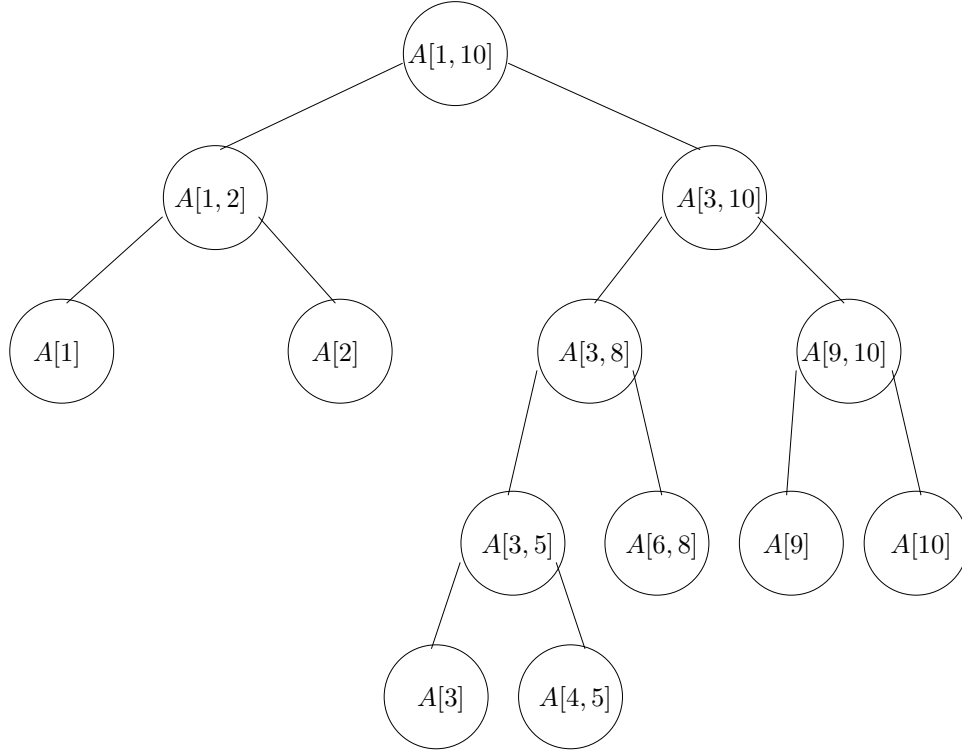 A[1, 10]
A[1, 2]
A[3, 10]
A[1]
A[2]
A[3, 8]
A[9, 10]
A[3, 5]
A[6, 8]
A[9]
A[10]
A[3]
A[4, 5]